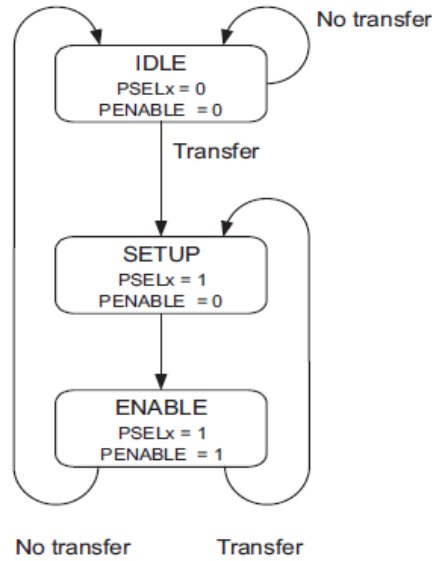 No transfer
IDLE
PSELx = 0
PENABLE = 0
Transfer
SETUP
PSELx = 1
PENABLE = 0
ENABLE
PSELx = 1
PENABLE = 1
No transfer
Transfer